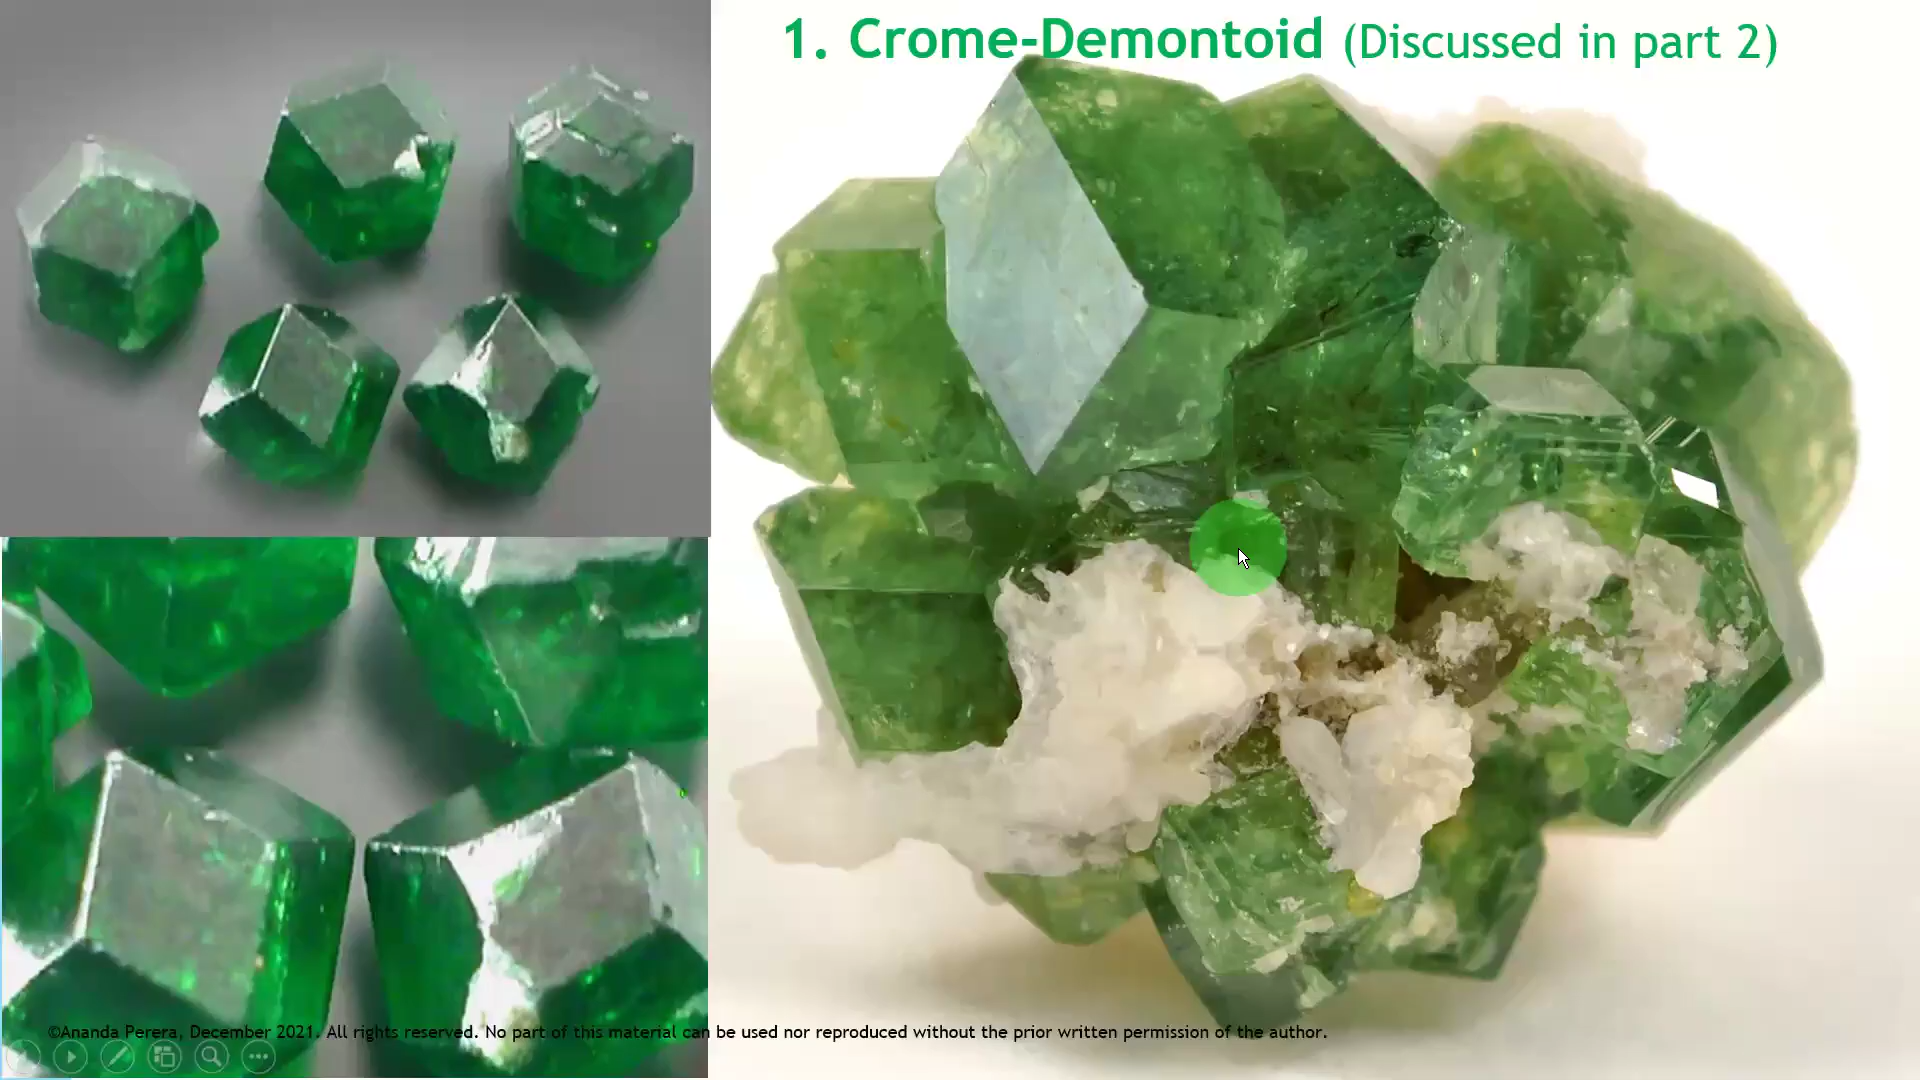 1. Crome-Demontoid (Discussed in part 2)
©Ananda Perera, December 2021. All rights reserved. No part of this material can be used nor reproduced without the prior written permission of the author.